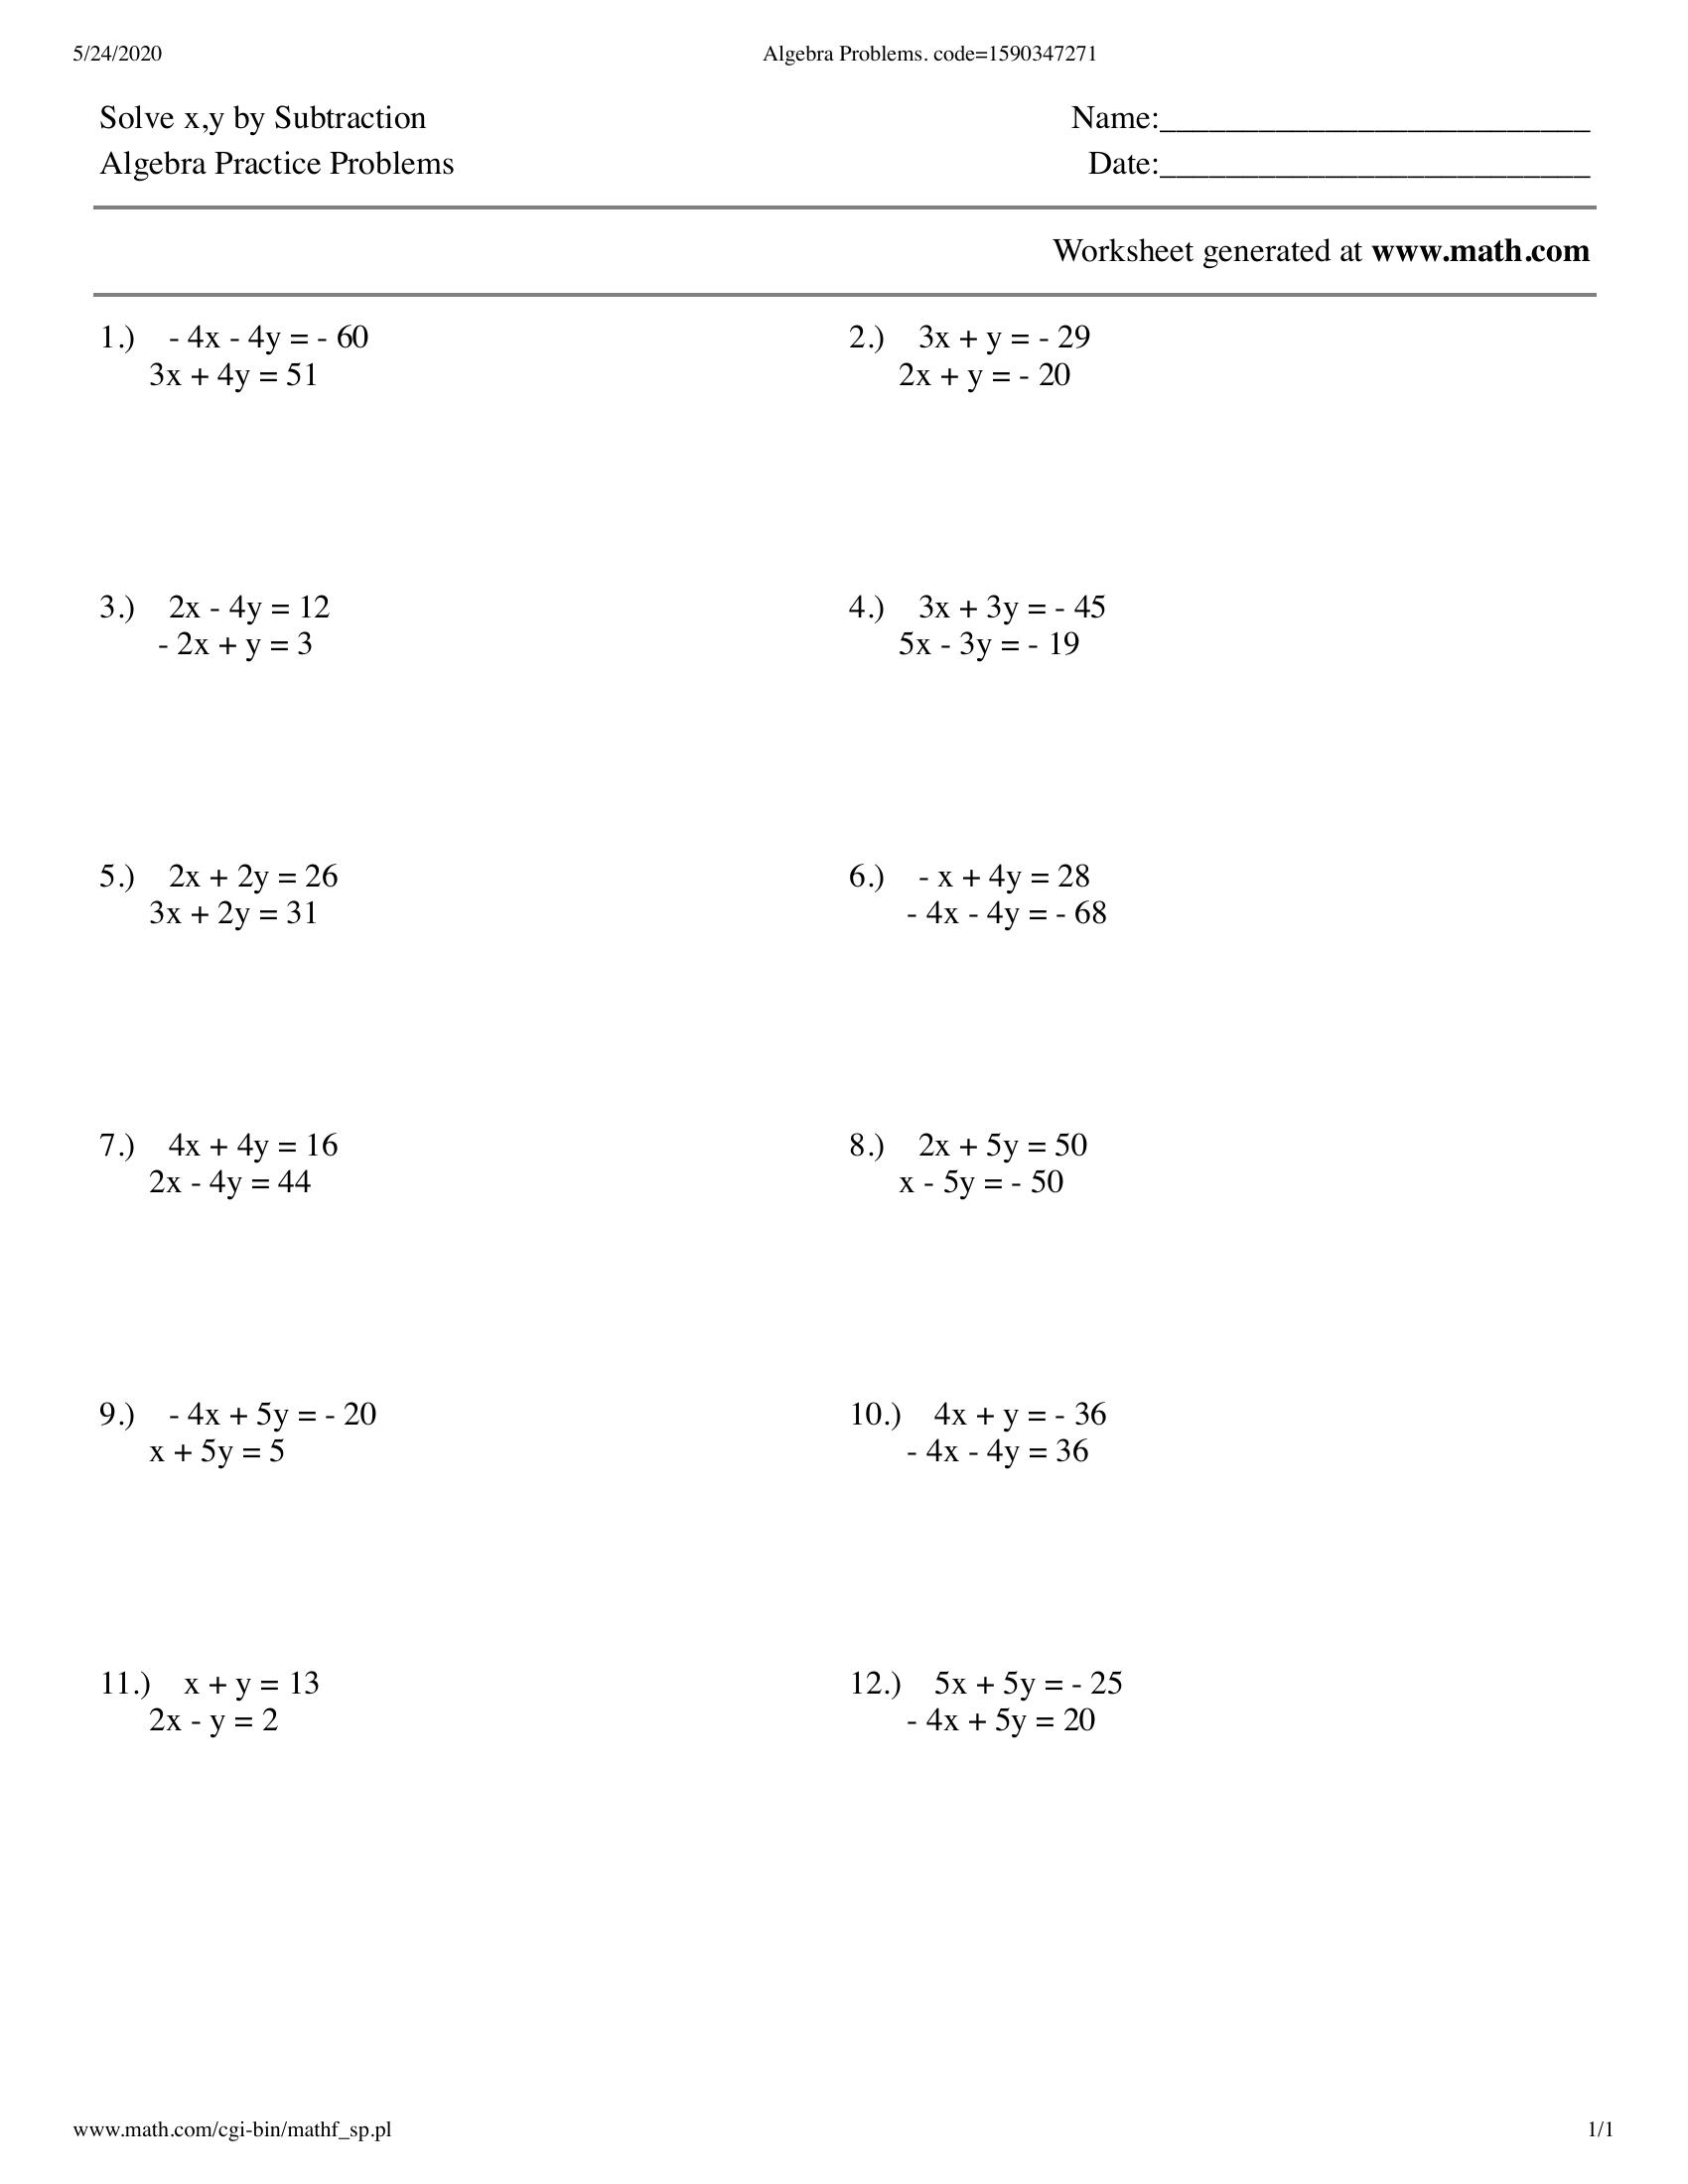 5/24/2020 Algebra Problems. code=1590347271
Solve x,y by Subtraction Name:__________________________
Algebra Practice Problems Date:__________________________
Worksheet generated at www.math.com
1.) - 4x - 4y = - 60
3x + 4y = 51
2.) 3x + y = - 29
2x + y = - 20
3.) 2x - 4y = 12
- 2x + y = 3
4.) 3x + 3y = - 45
5x - 3y = - 19
5.) 2x + 2y = 26
3x + 2y = 31
6.) - x + 4y = 28
- 4x - 4y = - 68
7.) 4x + 4y = 16
2x - 4y = 44
8.) 2x + 5y = 50
x - 5y = - 50
9.) - 4x + 5y = - 20
x + 5y = 5
10.) 4x + y = - 36
- 4x - 4y = 36
11.) x + y = 13
2x - y = 2
12.) 5x + 5y = - 25
- 4x + 5y = 20
www.math.com/cgi-bin/mathf_sp.pl 1/1